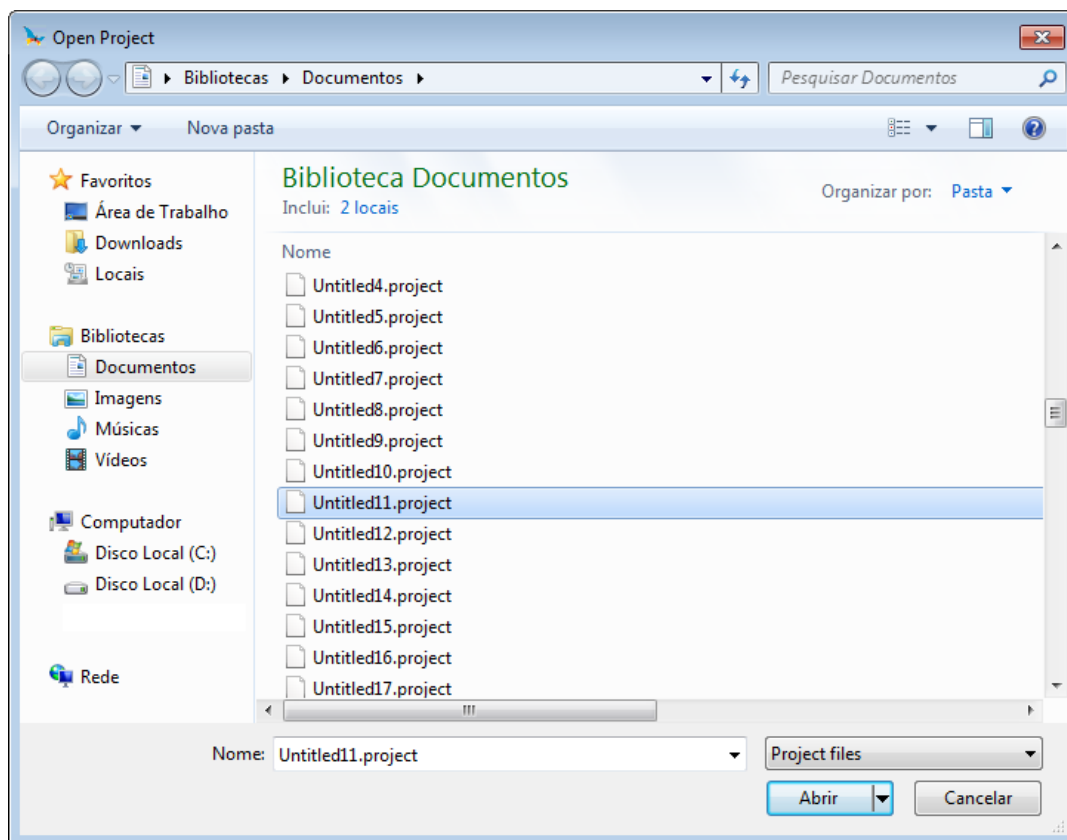 Open Project
Bibliotecas Documentos
Pesquisar Documentos
Organizar
Nova pasta
Favoritos
Área de Trabalho
Downloads
Locais
Bibliotecas
Documentos
Imagens
Músicas
Vídeos
Computador
Disco Local (C:)
Disco Local (D:)
Rede
Biblioteca Documentos
Inclui: 2 locais
Organizar por: Pasta
Nome
Untitled4.project
Untitled5.project
Untitled6.project
Untitled7.project
Untitled8.project
Untitled9.project
Untitled10.project
Untitled11.project
Untitled12.project
Untitled13.project
Untitled14.project
Untitled15.project
Untitled16.project
Untitled17.project
Nome: Untitled11.project
Project files
Abrir
Cancelar